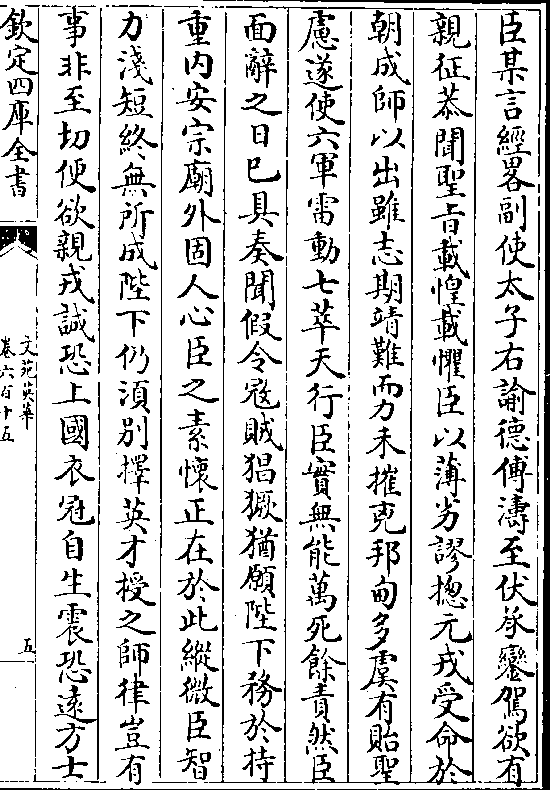 臣某言經畧副使太子右諭德傅濤至伏承鑾駕欲有
親征恭聞聖旨載惶載懼臣以薄劣謬揔元戎受命於
朝成師以出雖志期靖難而力未摧兇邦甸多虞有貽聖
慮遂使六軍雷動七萃天行臣實無能萬死餘責然臣
面辭之日已具奏聞假令寇賊猖獗猶願陛下務於持
重内安宗廟外固人心臣之素懷正在於此縱微臣智
力淺短終無所成陛下仍湏別擇英才授之師律豈有
事非至切便欲親戎誠恐上國衣冠自生震恐遠方士
欽定四庫全書
文苑英華
卷六百十五
五